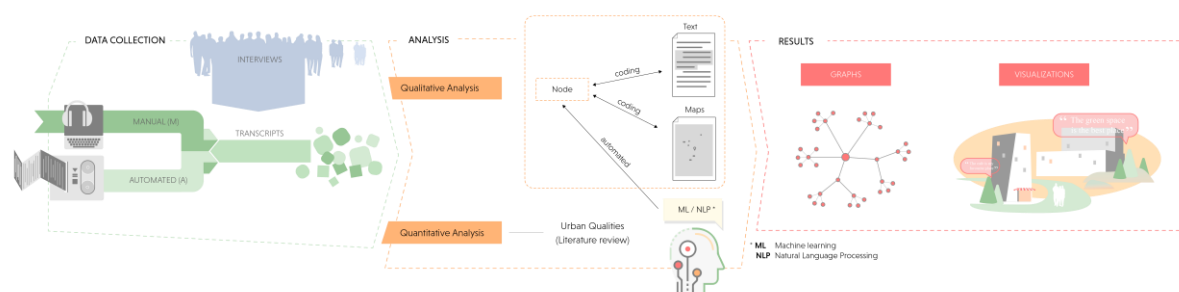 DATA COLLECTION
INTERVIEWS
MANUAL (M)
TRANSCRIPTS
AUTOMATED (A)
ANALYSIS
Qualitative Analysis
Text
Node
coding
coding
Maps
automated
ML / NLP *
Quantitative Analysis
Urban Qualities
(Literature review)
RESULTS
GRAPHS
VISUALIZATIONS
“ The green space
is the best place ”
* ML Machine learning
NLP Natural Language Processing